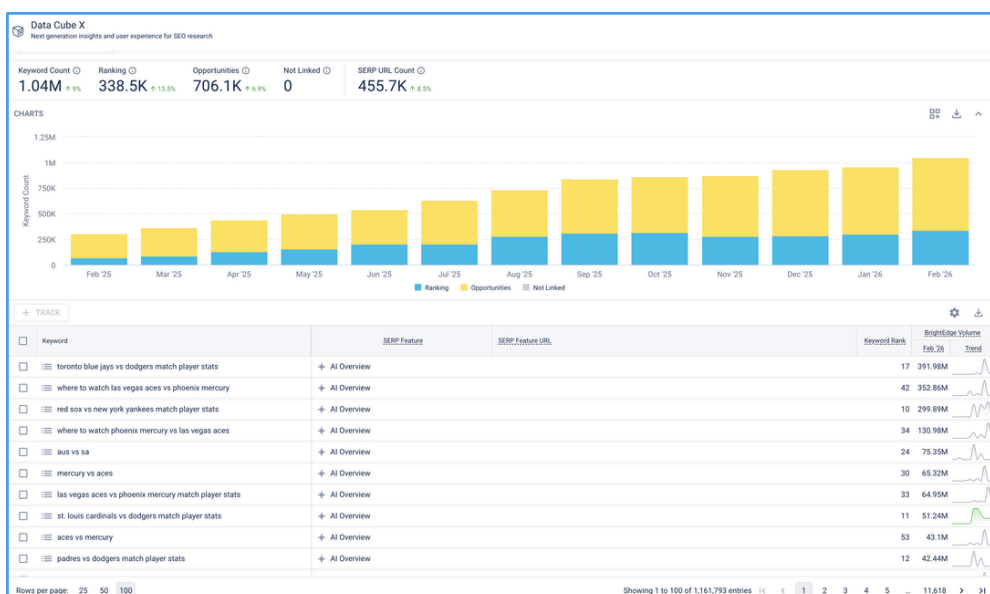 Data Cube X
Next generation insights and user experience for SEO research
Keyword Count Ranking Opportunities Not Linked SERP URL Count
1.04M ↑ 9% 338.5K ↑ 13.5% 706.1K ↑ 6.9% 0 455.7K ↑ 8.5%
CHARTS
1.25M
1M
750K
500K
250K
0
Keyword Count
Feb '25 Mar '25 Apr '25 May '25 Jun '25 Jul '25 Aug '25 Sep '25 Oct '25 Nov '25 Dec '25 Jan '26 Feb '26
Ranking Opportunities Not Linked
+ TRACK
Keyword SERP Feature SERP Feature URL Keyword Rank BrightEdge Volume
Feb '26 Trend
toronto blue jays vs dodgers match player stats AI Overview 17 391.98M
where to watch las vegas aces vs phoenix mercury AI Overview 42 352.86M
red sox vs new york yankees match player stats AI Overview 10 299.89M
where to watch phoenix mercury vs las vegas aces AI Overview 34 130.98M
aus vs sa AI Overview 24 75.35M
mercury vs aces AI Overview 30 65.32M
las vegas aces vs phoenix mercury match player stats AI Overview 33 64.95M
st. louis cardinals vs dodgers match player stats AI Overview 11 51.24M
aces vs mercury AI Overview 53 43.1M
padres vs dodgers match player stats AI Overview 12 42.44M
Rows per page: 25 50 100 Showing 1 to 100 of 1,161,793 entries 1 2 3 4 5 ... 11,618